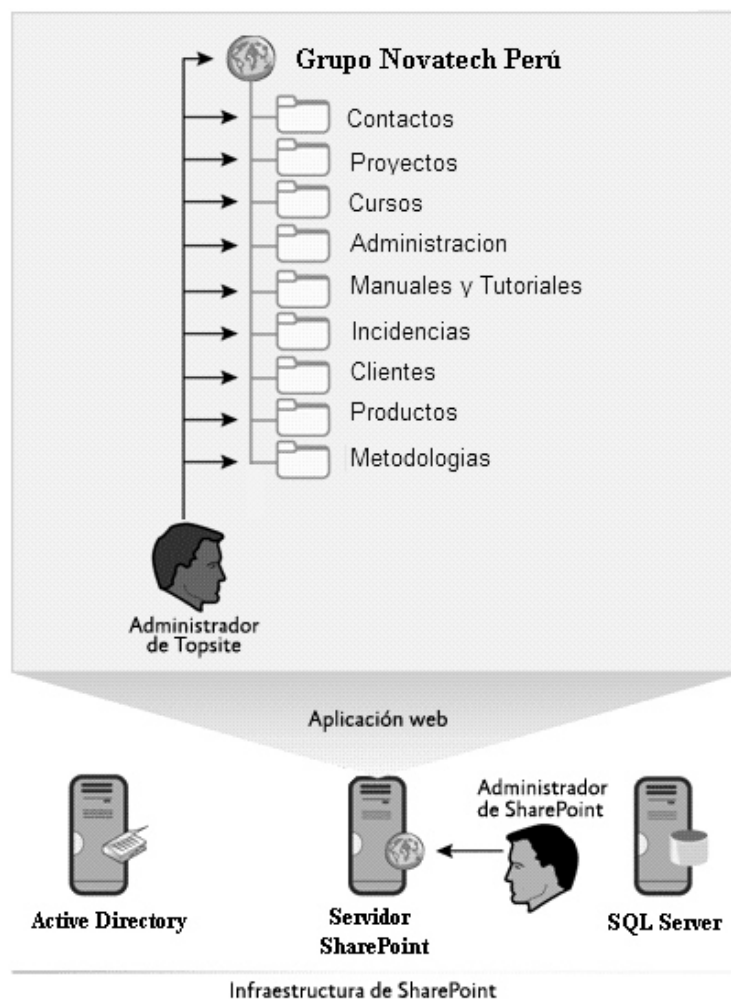 Grupo Novatech Perú
Contactos
Proyectos
Cursos
Administracion
Manuales y Tutoriales
Incidencias
Clientes
Productos
Metodologias
Administrador
de Topsite
Aplicación web
Administrador
de SharePoint
Active Directory
Servidor
SharePoint
SQL Server
Infraestructura de SharePoint